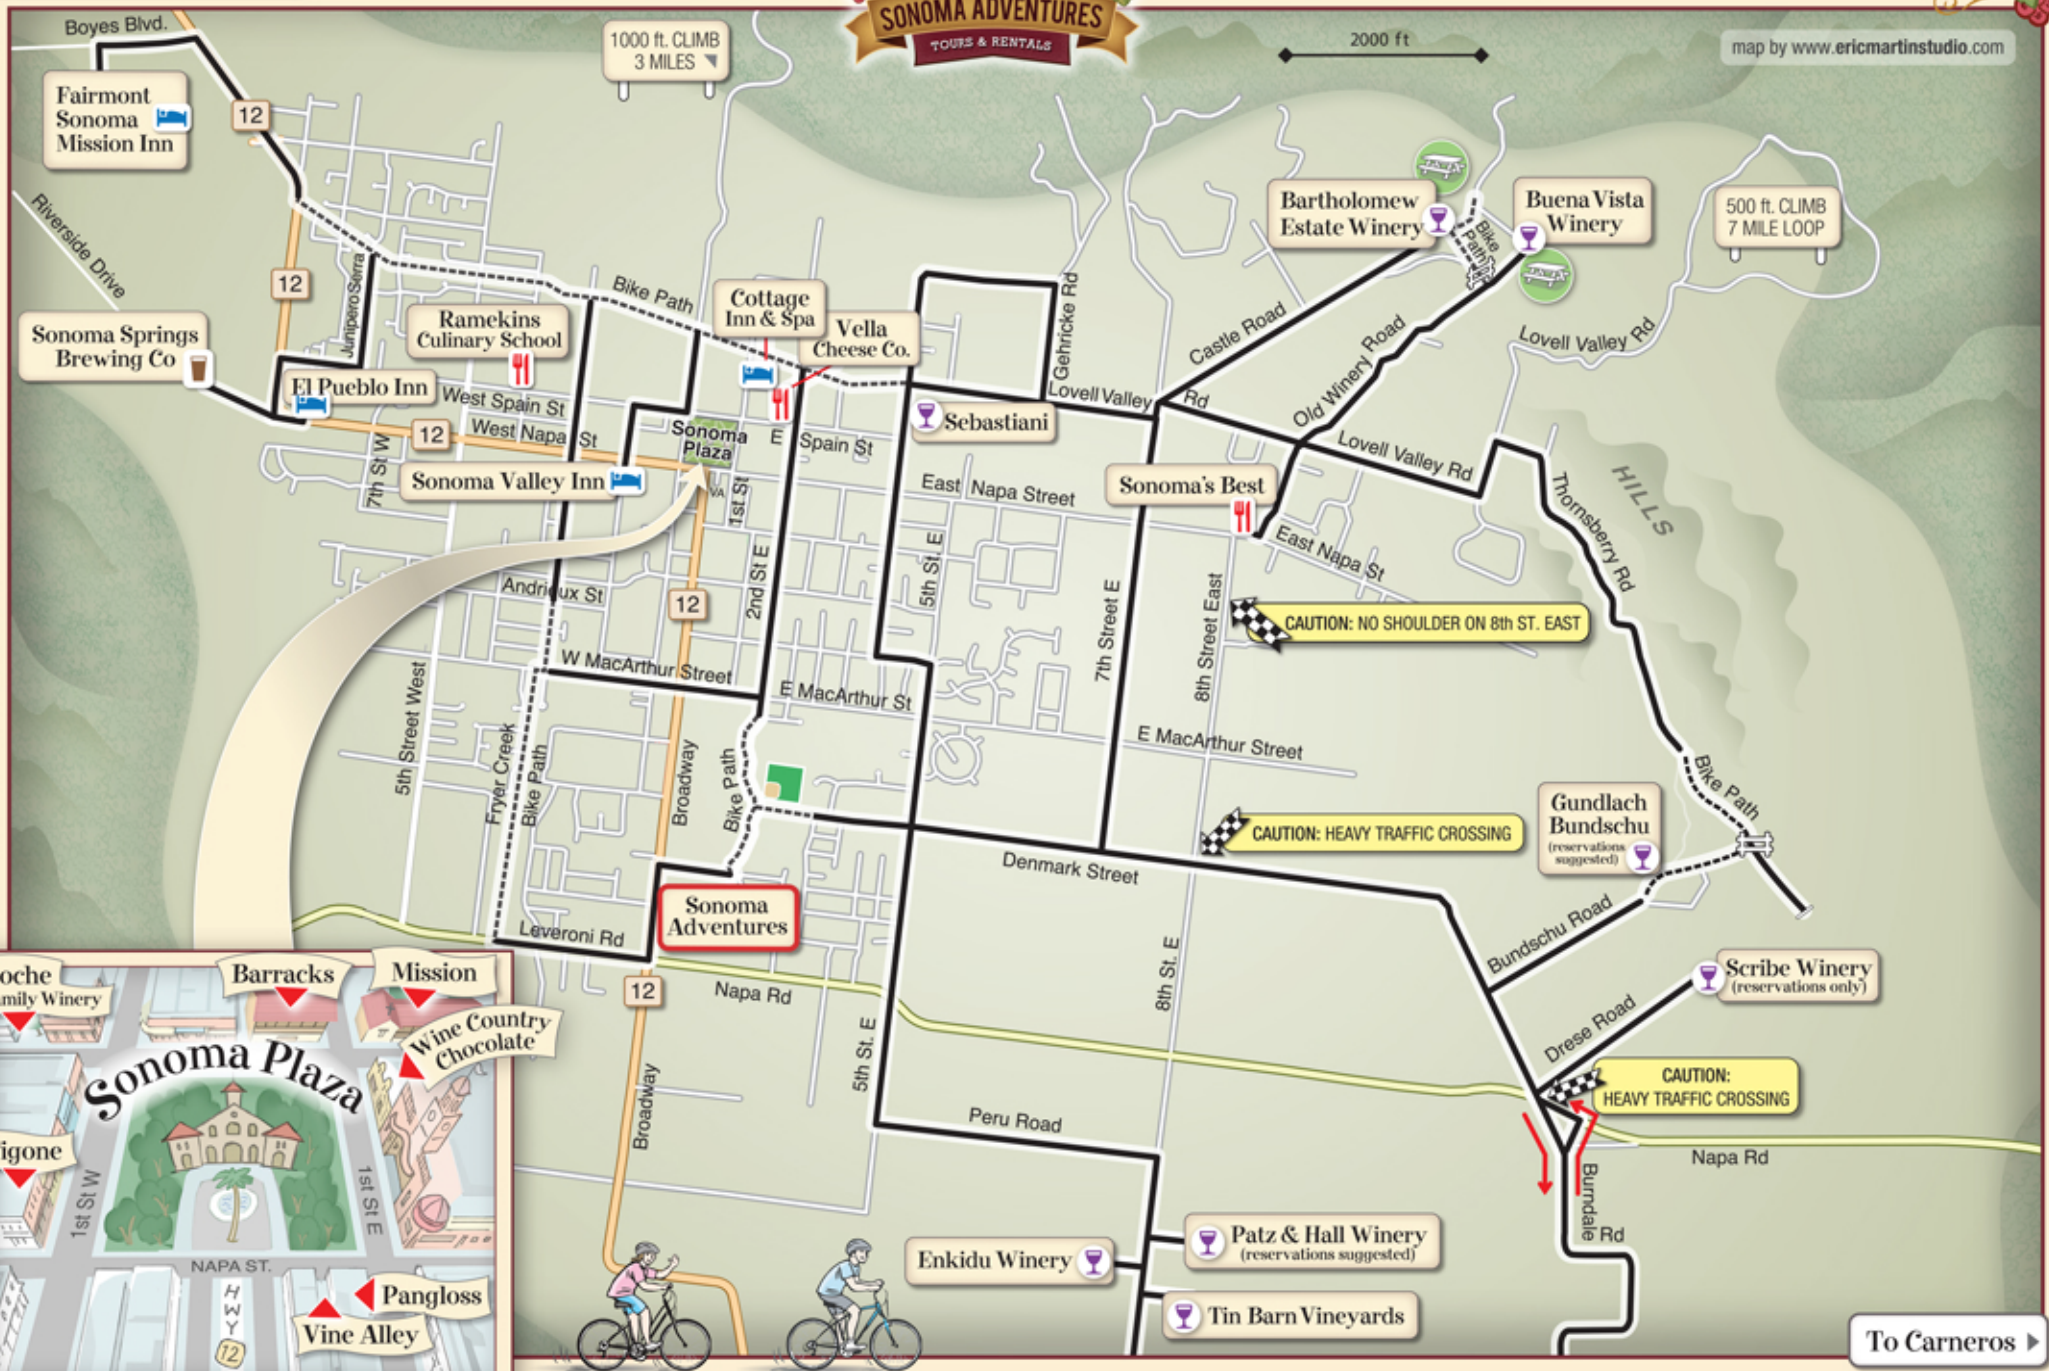 SONOMA ADVENTURES
TOURS & RENTALS
2000 ft
map by www.ericmartinstudio.com
Boyes Blvd.
1000 ft. CLIMB
3 MILES
Fairmont
Sonoma
Mission Inn
12
Riverside Drive
12
Bartholomew
Estate Winery
Bike
Path
Buena Vista
Winery
500 ft. CLIMB
7 MILE LOOP
Junipero Serra
Bike Path
Cottage
Inn & Spa
Vella
Cheese Co.
Gehricke Rd
Castle Road
Old Winery Road
Lovell Valley Rd
Sonoma Springs
Brewing Co
Ramekins
Culinary School
El Pueblo Inn
West Spain St
West Napa St
12
7th St W
Sonoma
Plaza
E Spain St
Sebastiani
Lovell Valley Rd
Lovell Valley Rd
Sonoma Valley Inn
VA
1st St
East Napa Street
Sonoma's Best
East Napa St
Thornsberry Rd
HILLS
Andrieux St
12
2nd St E
5th St. E
7th Street E
8th Street East
CAUTION: NO SHOULDER ON 8th ST. EAST
W MacArthur Street
E MacArthur St
E MacArthur Street
5th Street West
Fryer Creek
Bike Path
Broadway
Bike Path
Bike Path
Gundlach
Bundschu
(reservations
suggested)
CAUTION: HEAVY TRAFFIC CROSSING
Denmark Street
Sonoma
Adventures
Leveroni Rd
Bundschu Road
12
Napa Rd
8th St. E
Scribe Winery
(reservations only)
Drese Road
5th St. E
Broadway
CAUTION:
HEAVY TRAFFIC CROSSING
Peru Road
Napa Rd
Burndale Rd
Enkidu Winery
Patz & Hall Winery
(reservations suggested)
Tin Barn Vineyards
To Carneros
oche
mily Winery
Barracks
Mission
Wine Country
Chocolate
Sonoma Plaza
igone
1st St W
1st St E
NAPA ST.
HWY
12
Pangloss
Vine Alley